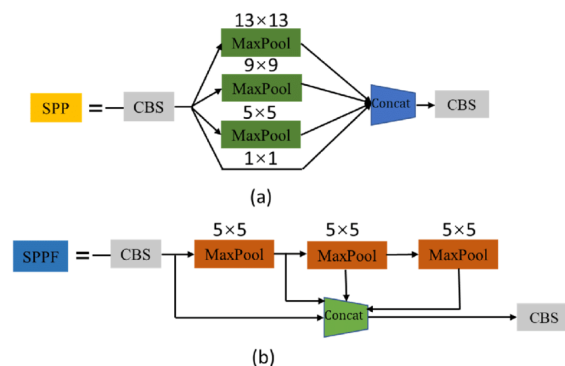 13×13
MaxPool
9×9
MaxPool
SPP = CBS Concat CBS
5×5
MaxPool
1×1
(a)
5×5 5×5 5×5
SPPF = CBS MaxPool MaxPool MaxPool
Concat CBS
(b)